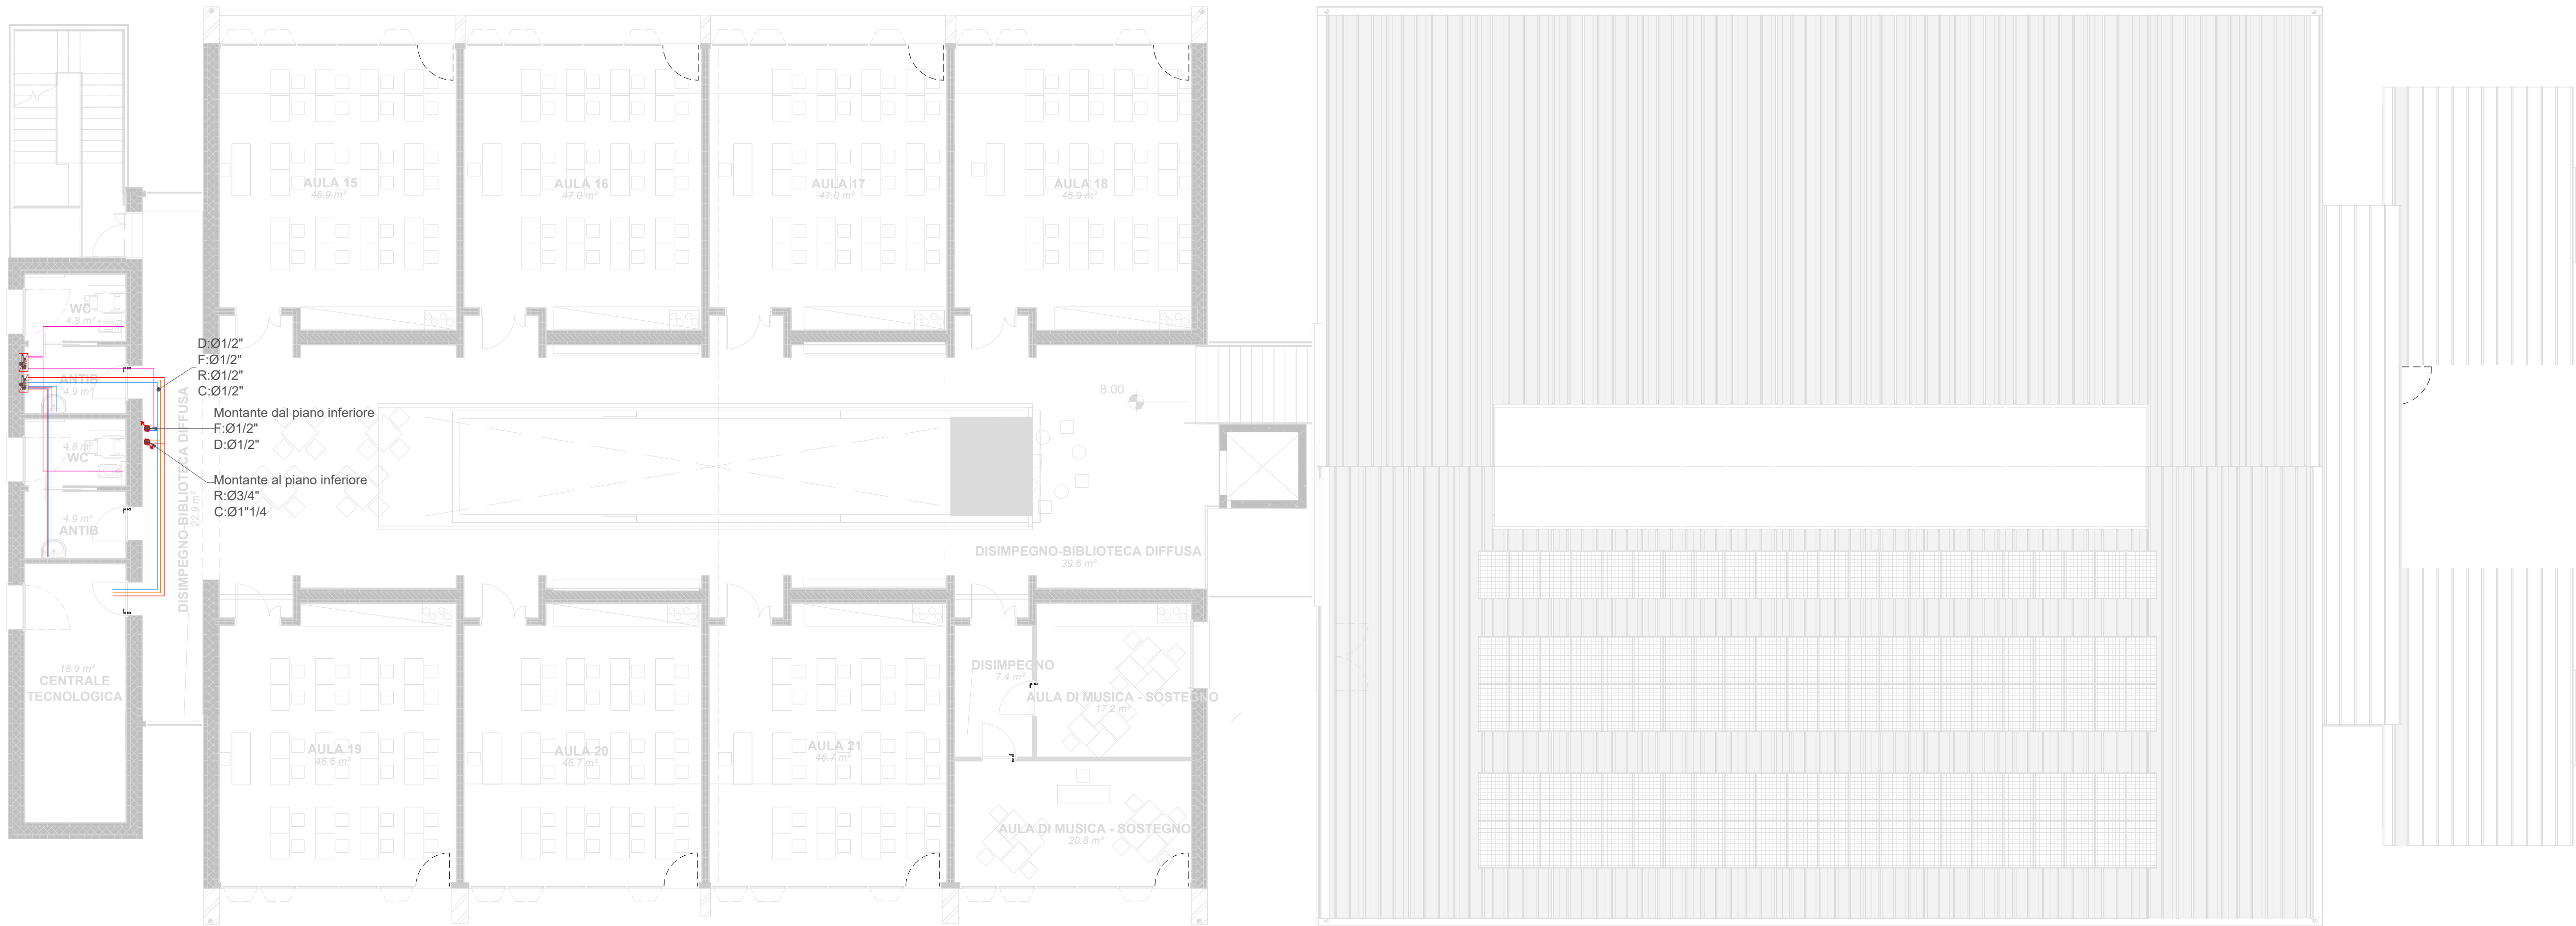 AULA 15
46.9 m²
AULA 16
47.0 m²
AULA 17
47.0 m²
AULA 18
46.9 m²
WC
4.8 m²
ANTIB
4.9 m²
4.8 m²
WC
4.9 m²
ANTIB
D:Ø1/2"
F:Ø1/2"
R:Ø1/2"
C:Ø1/2"
Montante dal piano inferiore
F:Ø1/2"
D:Ø1/2"
Montante al piano inferiore
R:Ø3/4"
C:Ø1"1/4
DISIMPEGNO-BIBLIOTECA DIFFUSA
22.9 m²
8.00
DISIMPEGNO-BIBLIOTECA DIFFUSA
39.6 m²
18.9 m²
CENTRALE
TECNOLOGICA
AULA 19
46.6 m²
AULA 20
46.7 m²
AULA 21
46.7 m²
DISIMPEGNO
7.4 m²
AULA DI MUSICA - SOSTEGNO
17.2 m²
AULA DI MUSICA - SOSTEGNO
20.8 m²